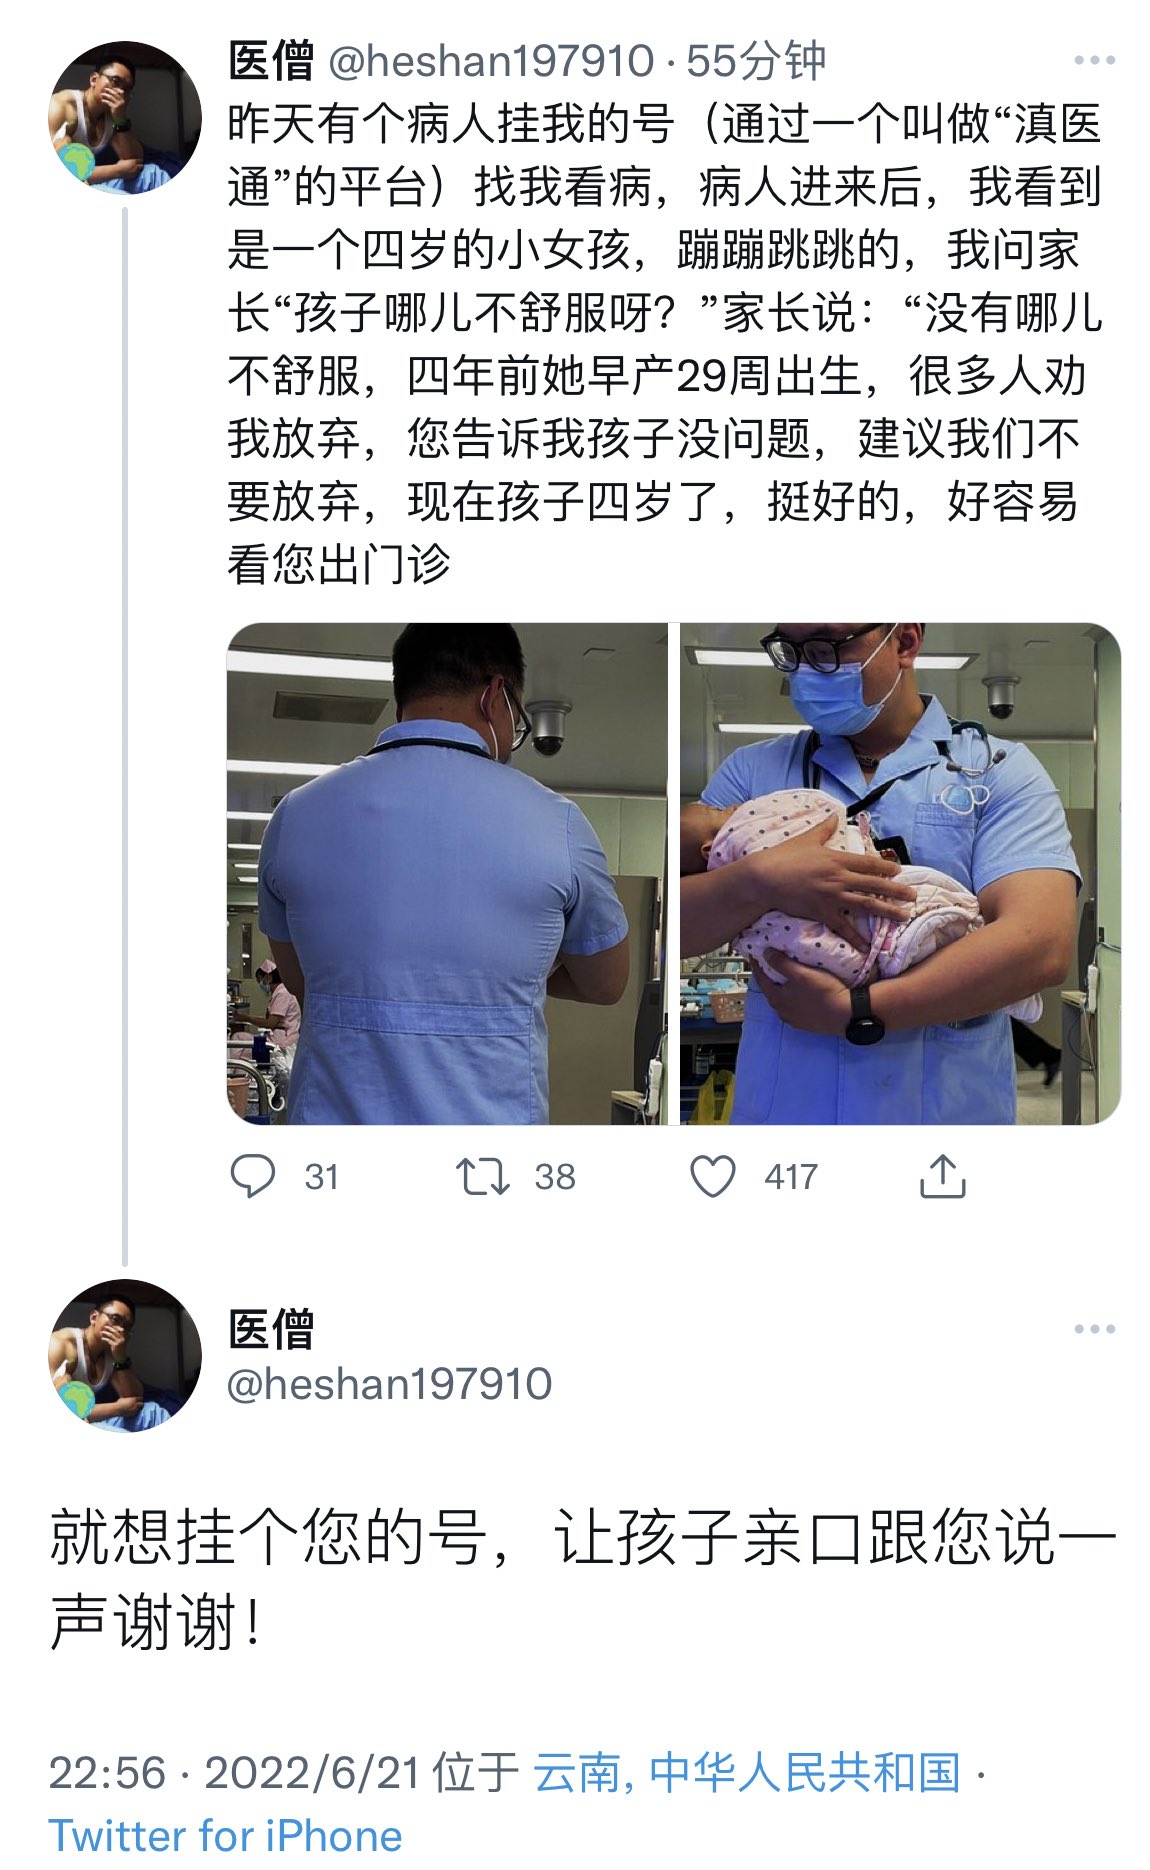 医僧 @heshan197910 · 55分钟
昨天有个病人挂我的号（通过一个叫做“滇医
通”的平台）找我看病，病人进来后，我看到
是一个四岁的小女孩，蹦蹦跳跳的，我问家
长“孩子哪儿不舒服呀？”家长说：“没有哪儿
不舒服，四年前她早产29周出生，很多人劝
我放弃，您告诉我孩子没问题，建议我们不
要放弃，现在孩子四岁了，挺好的，好容易
看您出门诊
31 38 417
医僧
@heshan197910
就想挂个您的号，让孩子亲口跟您说一
声谢谢！
22:56 · 2022/6/21 位于 云南, 中华人民共和国 ·
Twitter for iPhone